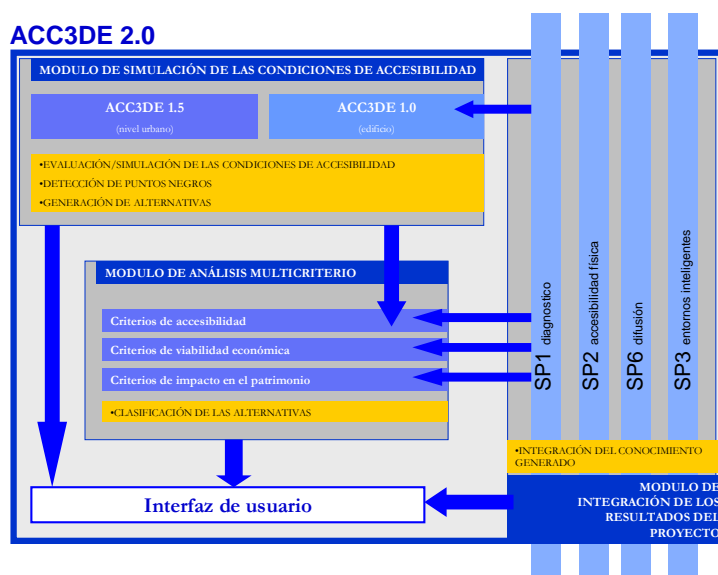 ACC3DE 2.0
MODULO DE SIMULACIÓN DE LAS CONDICIONES DE ACCESIBILIDAD
ACC3DE 1.5
(nivel urbano)
ACC3DE 1.0
(edificio)
•EVALUACIÓN/SIMULACIÓN DE LAS CONDICIONES DE ACCESIBILIDAD
•DETECCIÓN DE PUNTOS NEGROS
•GENERACIÓN DE ALTERNATIVAS
MODULO DE ANÁLISIS MULTICRITERIO
Criterios de accesibilidad
Criterios de viabilidad económica
Criterios de impacto en el patrimonio
•CLASIFICACIÓN DE LAS ALTERNATIVAS
Interfaz de usuario
SP1 diagnostico
SP2 accesibilidad física
SP6 difusión
SP3 entornos inteligentes
•INTEGRACIÓN DEL CONOCIMIENTO
GENERADO
MODULO DE
INTEGRACIÓN DE LOS
RESULTADOS DEL
PROYECTO